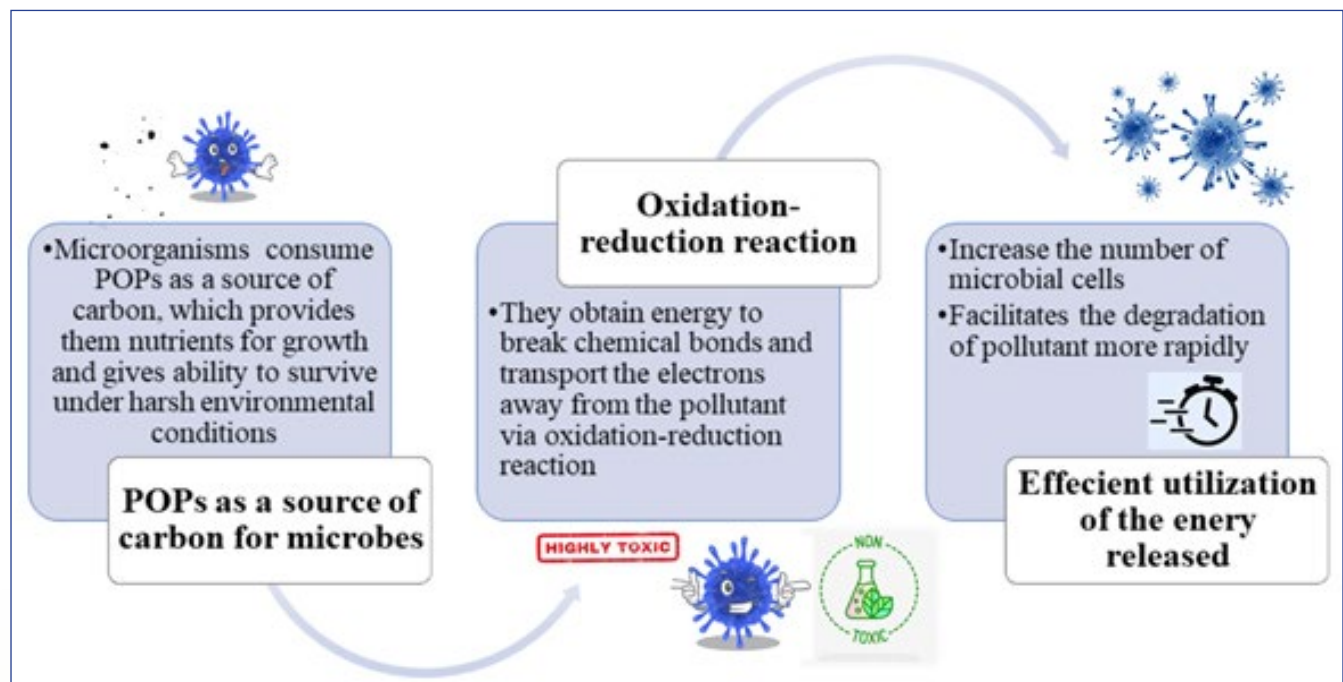 •Microorganisms consume
POPs as a source of
carbon, which provides
them nutrients for growth
and gives ability to survive
under harsh environmental
conditions
POPs as a source of
carbon for microbes
Oxidation-
reduction reaction
•They obtain energy to
break chemical bonds and
transport the electrons
away from the pollutant
via oxidation-reduction
reaction
HIGHLY TOXIC
NON
TOXIC
•Increase the number of
microbial cells
•Facilitates the degradation
of pollutant more rapidly
Effecient utilization
of the enery
released